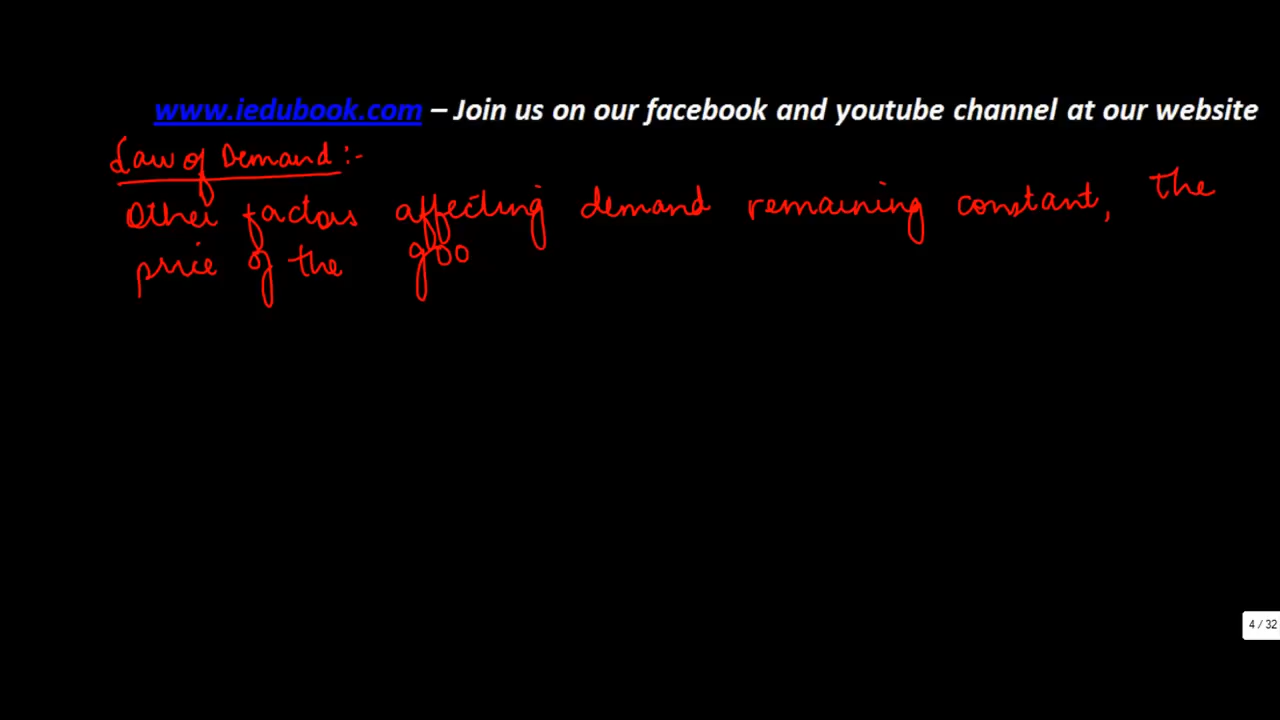 www.iedubook.com – Join us on our facebook and youtube channel at our website
Law of Demand :-
Other factors affecting demand remaining constant, the
price of the goo
4 / 32